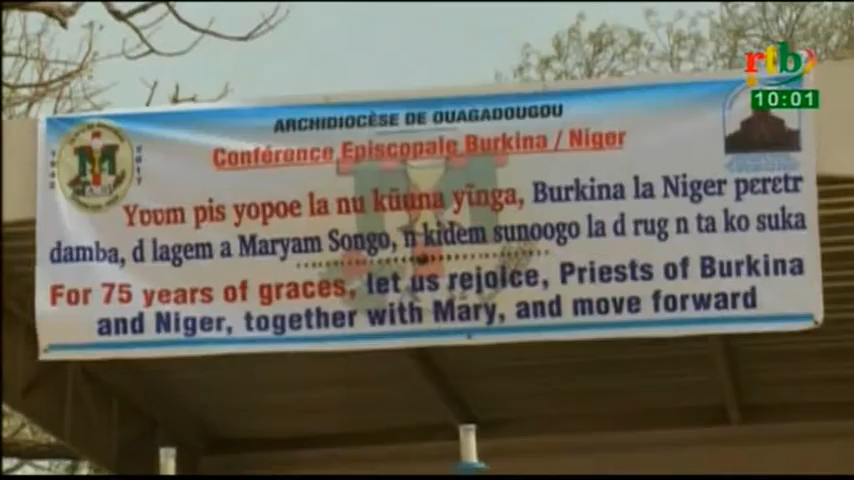 rtb
10:01
ARCHIDIOCÈSE DE OUAGADOUGOU
Conférence Episcopale Burkina / Niger
Yʋʋm pis yopoe la nu kũuna yĩnga, Burkina la Niger pɛrɛtr
damba, d lagem a Maryam Songo, n kidem sunoogo la d rug n ta ko suka
For 75 years of graces, let us rejoice, Priests of Burkina
and Niger, together with Mary, and move forward